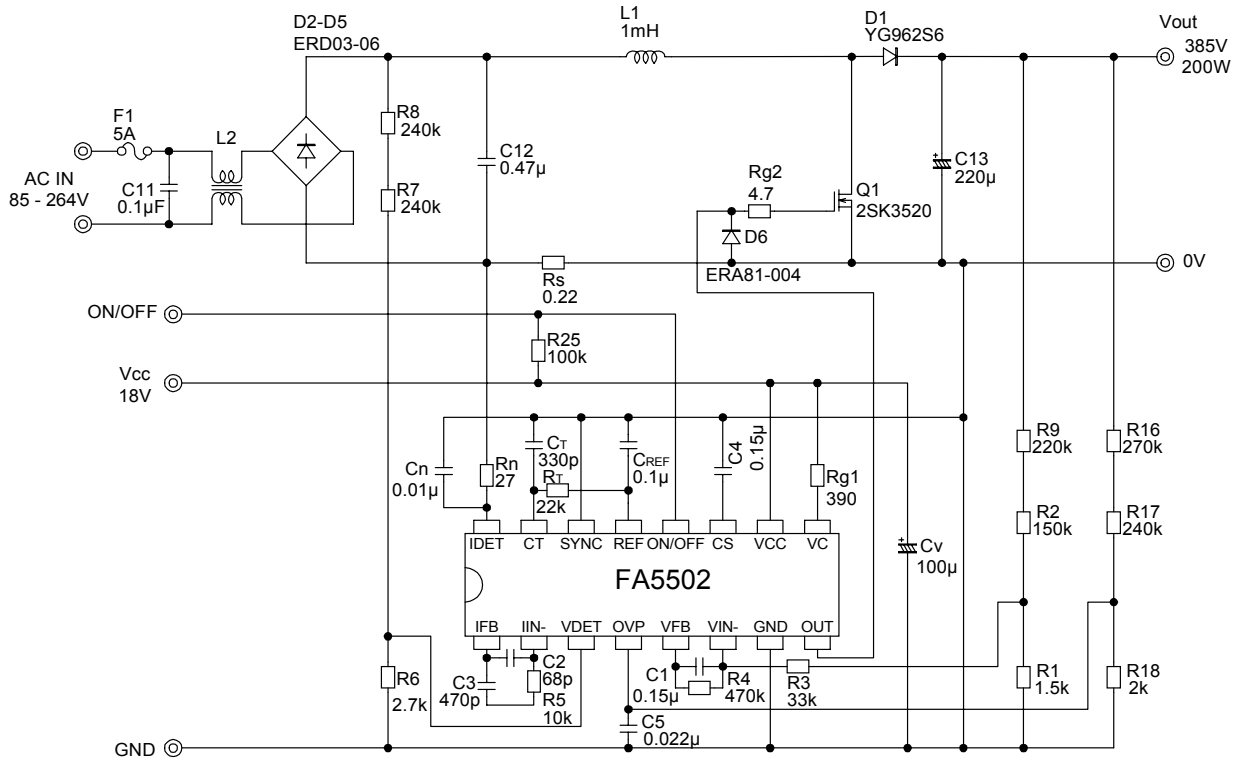 D2-D5
ERD03-06
L1
1mH
D1
YG962S6
Vout
385V
200W
F1
5A
L2
R8
240k
AC IN
85 - 264V
C11
0.1µF
R7
240k
C12
0.47µ
Rg2
4.7
Q1
2SK3520
C13
220µ
D6
ERA81-004
0V
Rs
0.22
ON/OFF
R25
100k
Vcc
18V
Cn
0.01µ
Rn
27
CT
330p
RT
22k
CREF
0.1µ
C4
0.15µ
Rg1
390
R9
220k
R16
270k
R2
150k
R17
240k
Cv
100µ
IDET
CT
SYNC
REF
ON/OFF
CS
VCC
VC
FA5502
IFB
IIN-
VDET
OVP
VFB
VIN-
GND
OUT
R6
2.7k
C3
470p
C2
68p
R5
10k
C1
0.15µ
R4
470k
R3
33k
R1
1.5k
R18
2k
C5
0.022µ
GND